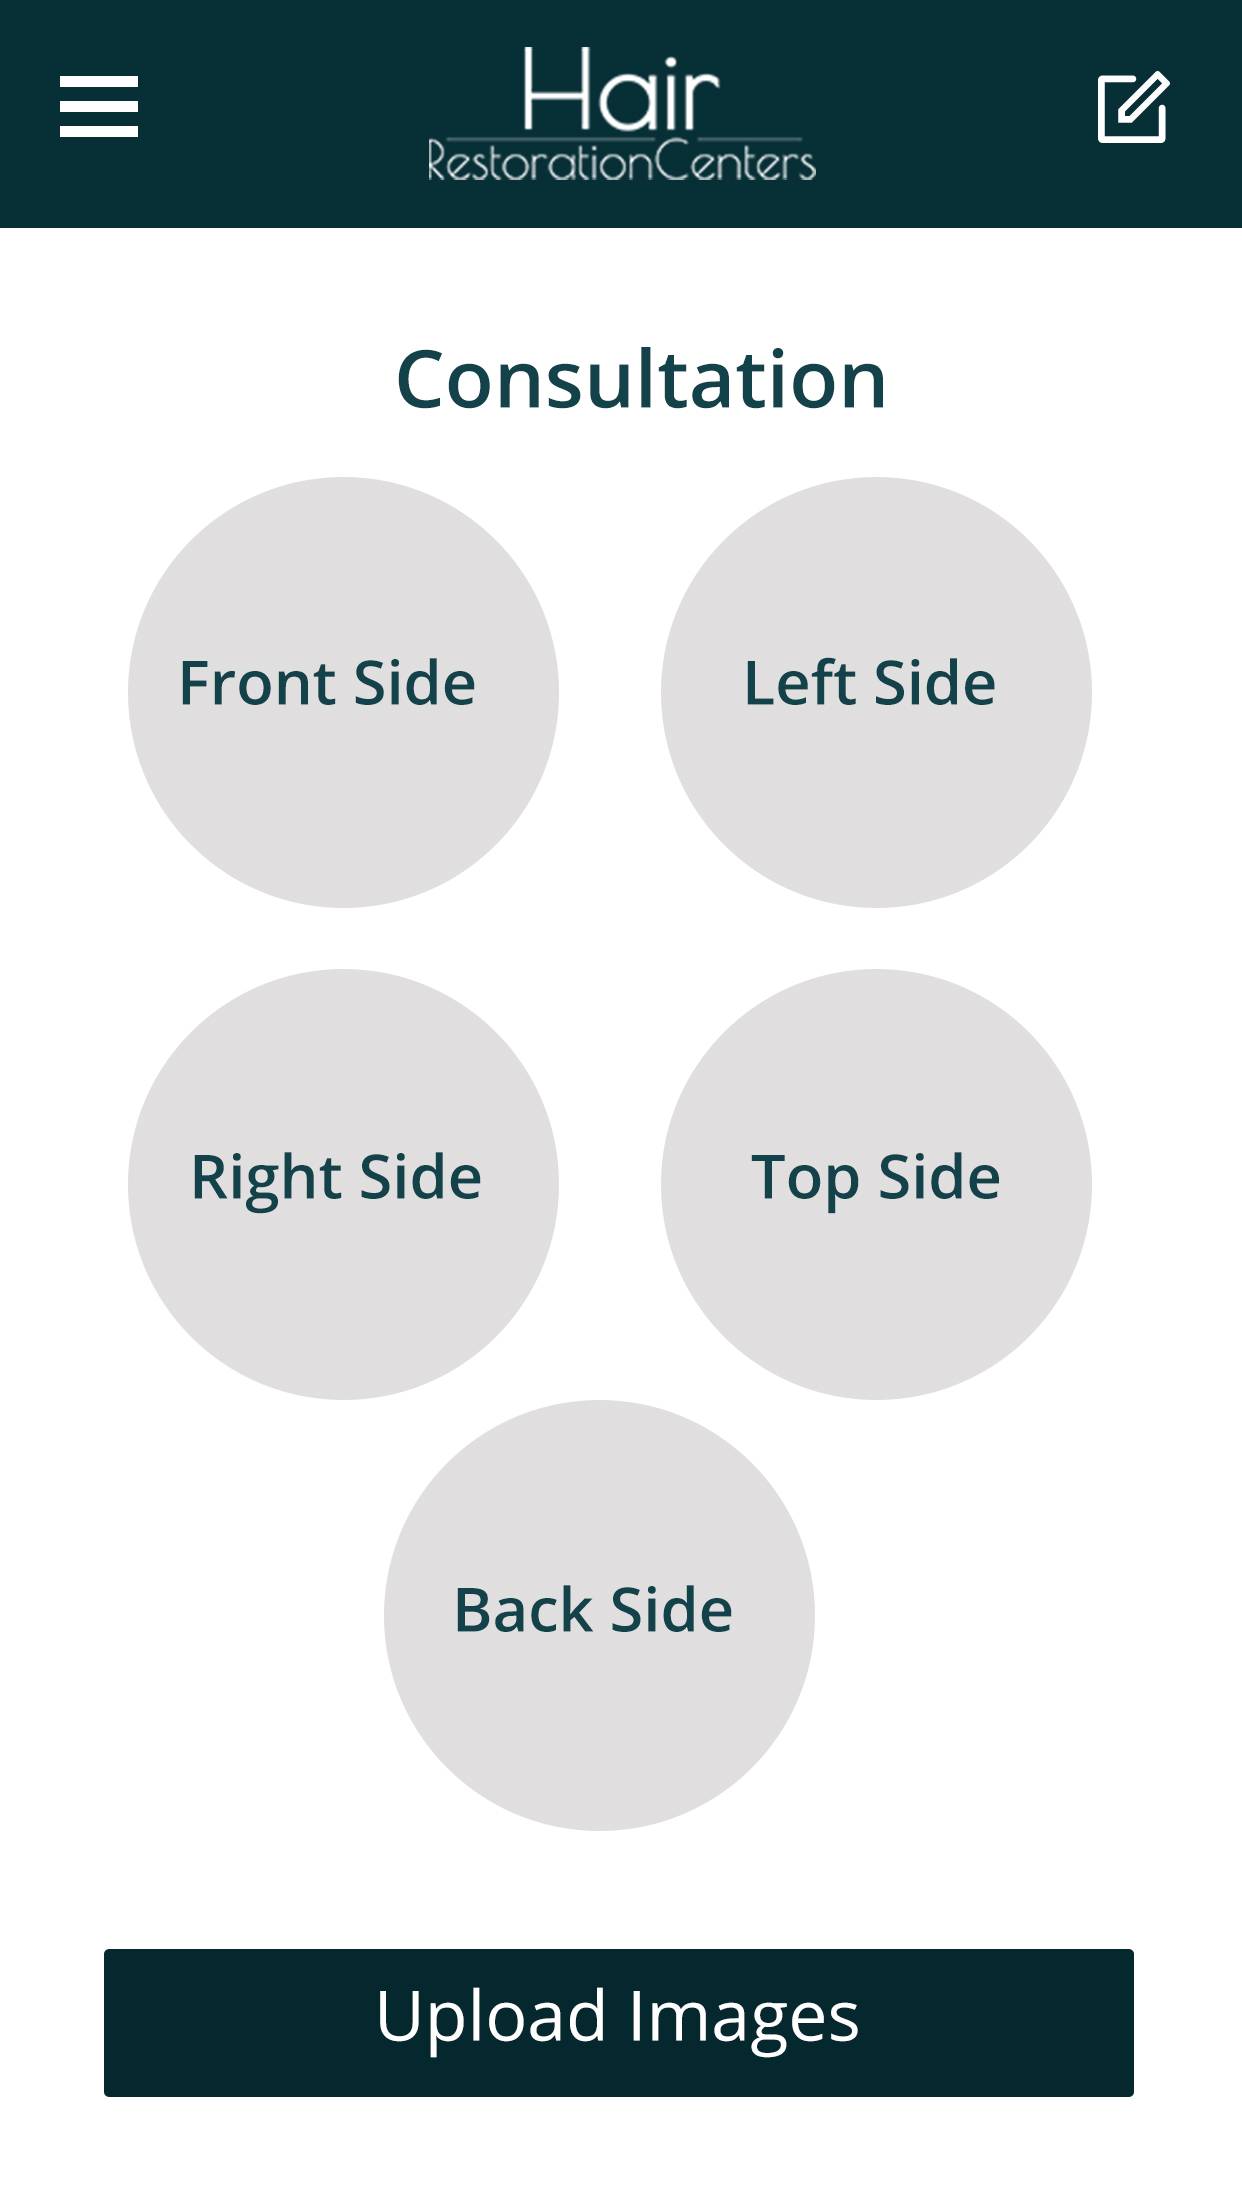 Hair
RestorationCenters
Consultation
Front Side
Left Side
Right Side
Top Side
Back Side
Upload Images